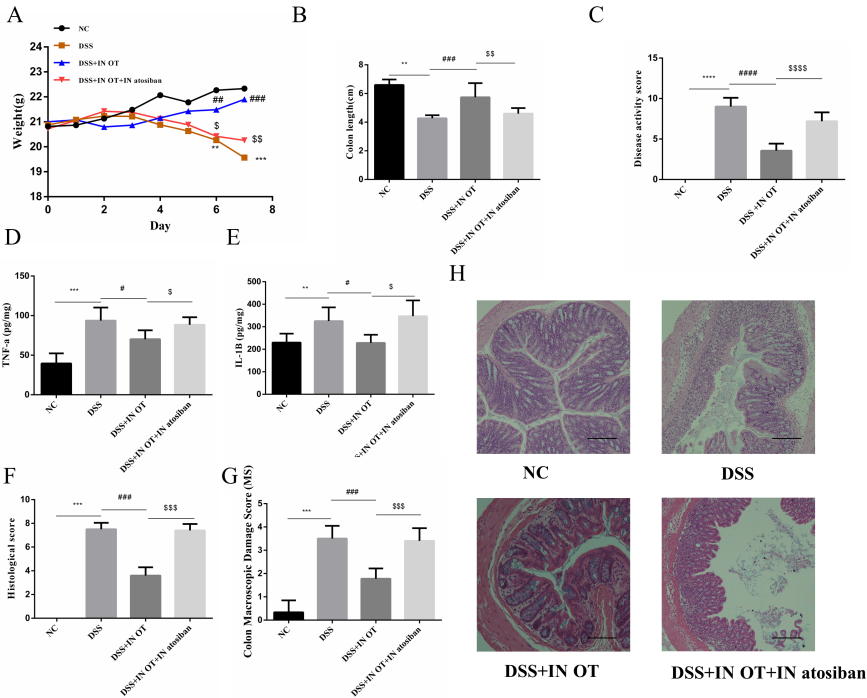 A
NC
DSS
DSS+IN OT
DSS+IN OT+IN atosiban
24
23
22
21
20
19
18
0
2
4
6
8
Weight(g)
Day
##
###
$
$$
**
***
B
10
8
6
4
2
0
Colon length(cm)
**
###
$$
NC
DSS
DSS+IN OT
DSS+IN OT+IN atosiban
C
15
10
5
0
Disease activity score
****
####
$$$$
NC
DSS
DSS+IN OT
DSS+IN OT+IN atosiban
D
150
100
50
0
TNF-a (pg/mg)
***
#
$
NC
DSS
DSS+IN OT
DSS+IN OT+IN atosiban
E
500
400
300
200
100
0
IL-1B (pg/mg)
**
#
$
NC
DSS
DSS+IN OT
DSS+IN OT+IN atosiban
F
10
8
6
4
2
0
Histological score
***
###
$$$
NC
DSS
DSS+IN OT
DSS+IN OT+IN atosiban
G
5
4
3
2
1
0
Colon Macroscopic Damage Score (MS)
***
###
$$$
NC
DSS
DSS+IN OT
DSS+IN OT+IN atosiban
H
NC
DSS
DSS+IN OT
DSS+IN OT+IN atosiban